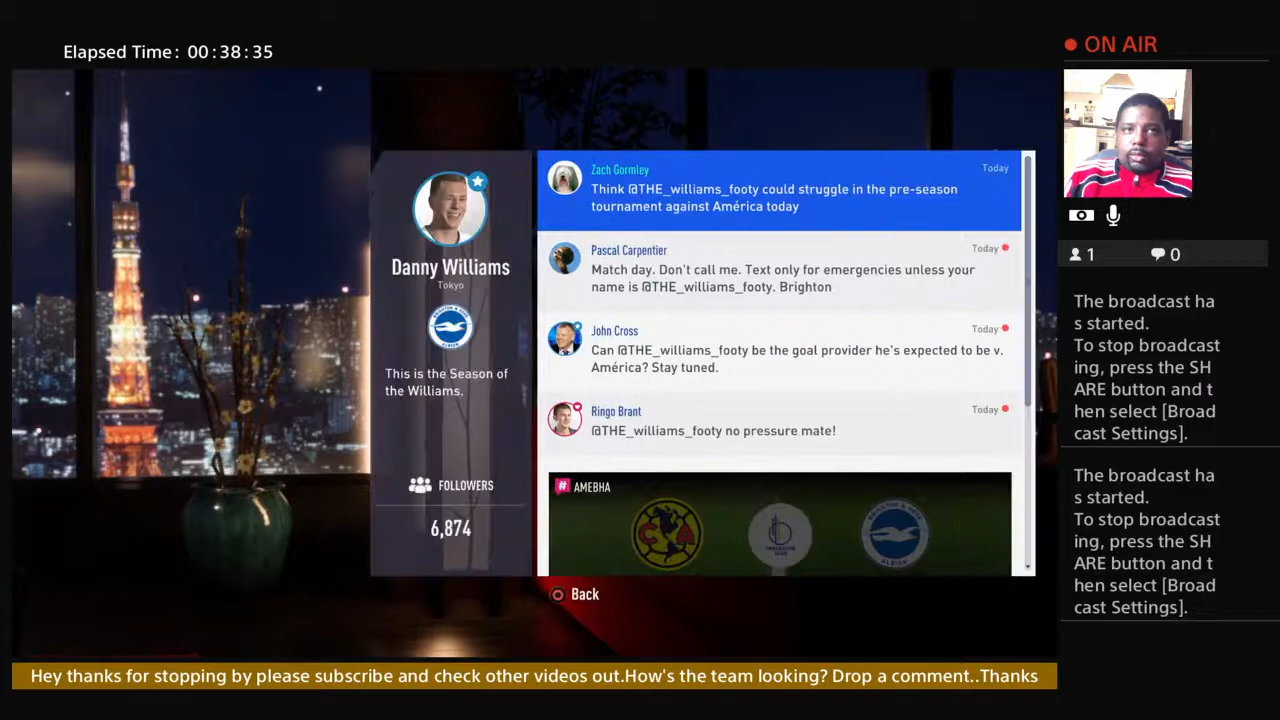 Elapsed Time: 00:38:35
ON AIR
1
0
The broadcast ha
s started.
To stop broadcast
ing, press the SH
ARE button and t
hen select [Broad
cast Settings].
The broadcast ha
s started.
To stop broadcast
ing, press the SH
ARE button and t
hen select [Broad
cast Settings].
Danny Williams
Tokyo
This is the Season of
the Williams.
FOLLOWERS
6,874
Zach Gormley
Today
Think @THE_williams_footy could struggle in the pre-season
tournament against América today
Pascal Carpentier
Today
Match day. Don't call me. Text only for emergencies unless your
name is @THE_williams_footy. Brighton
John Cross
Today
Can @THE_williams_footy be the goal provider he's expected to be v.
América? Stay tuned.
Ringo Brant
Today
@THE_williams_footy no pressure mate!
# AMEBHA
Back
Hey thanks for stopping by please subscribe and check other videos out.How's the team looking? Drop a comment..Thanks